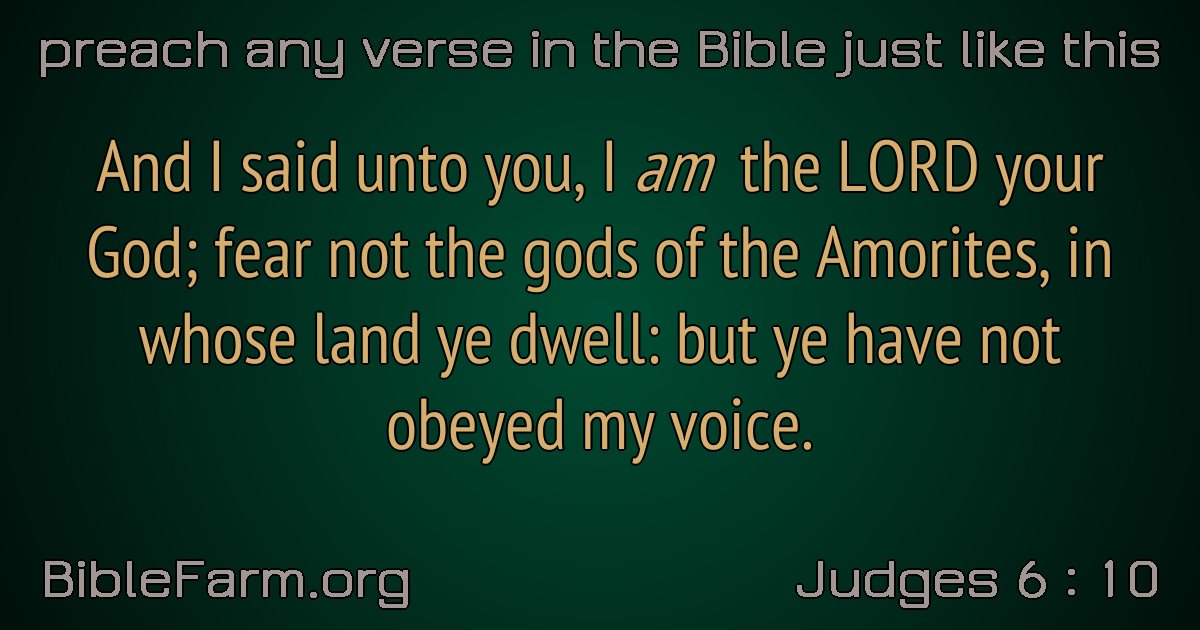 preach any verse in the Bible just like this
And I said unto you, I am the LORD your
God; fear not the gods of the Amorites, in
whose land ye dwell: but ye have not
obeyed my voice.
BibleFarm.org
Judges 6 : 10